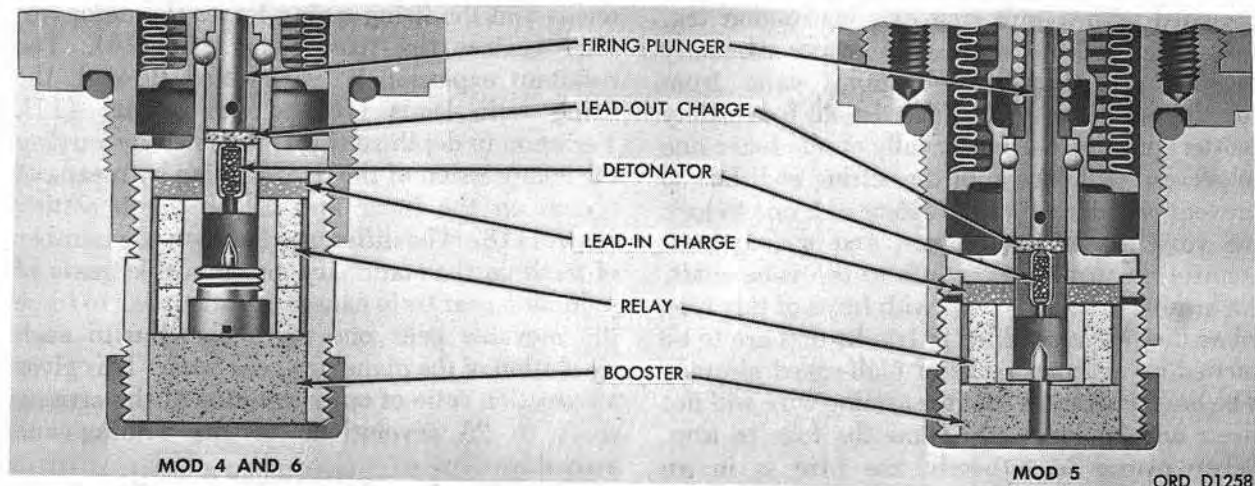 FIRING PLUNGER
LEAD-OUT CHARGE
DETONATOR
LEAD-IN CHARGE
RELAY
BOOSTER
MOD 4 AND 6
MOD 5
ORD D1258